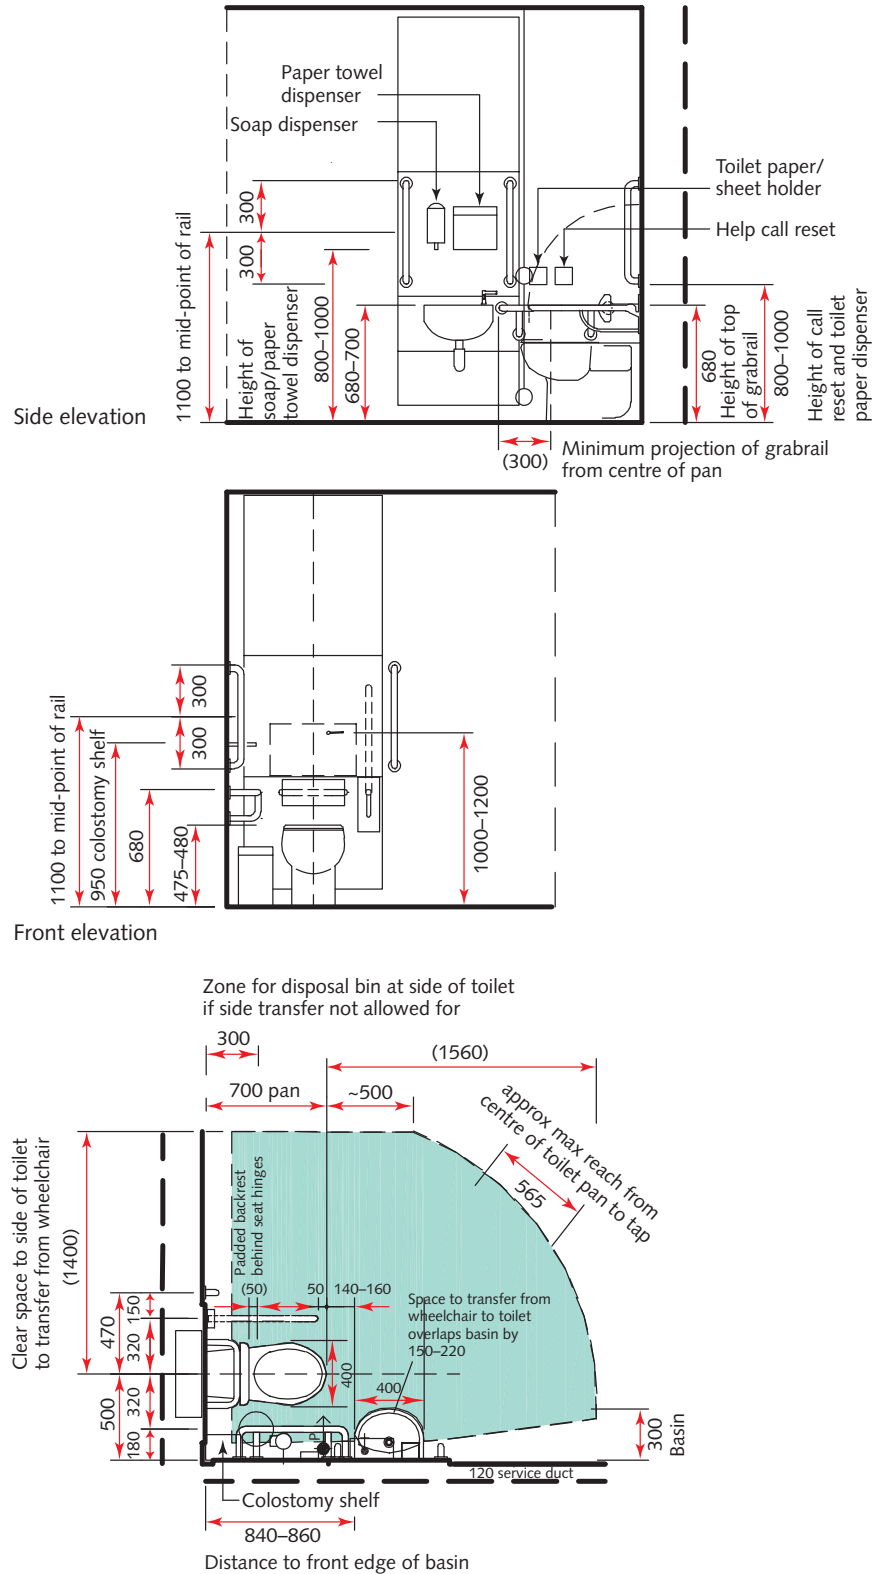 Paper towel
dispenser
Soap dispenser
Toilet paper/
sheet holder
Help call reset
300
300
1100 to mid-point of rail
Height of
soap/paper
towel dispenser
800–1000
680–700
680
Height of top
of grabrail
800–1000
Height of call
reset and toilet
paper dispenser
Side elevation
(300)
Minimum projection of grabrail
from centre of pan
300
300
1100 to mid-point of rail
950 colostomy shelf
680
475–480
1000–1200
Front elevation
Zone for disposal bin at side of toilet
if side transfer not allowed for
300
(1560)
700 pan
~500
approx max reach from
centre of toilet pan to tap
565
Clear space to side of toilet
to transfer from wheelchair
(1400)
Padded backrest
behind seat hinges
(50)
50
140–160
Space to transfer from
wheelchair to toilet
overlaps basin by
150–220
470
150
320
400
400
500
320
180
P
300
Basin
120 service duct
Colostomy shelf
840–860
Distance to front edge of basin